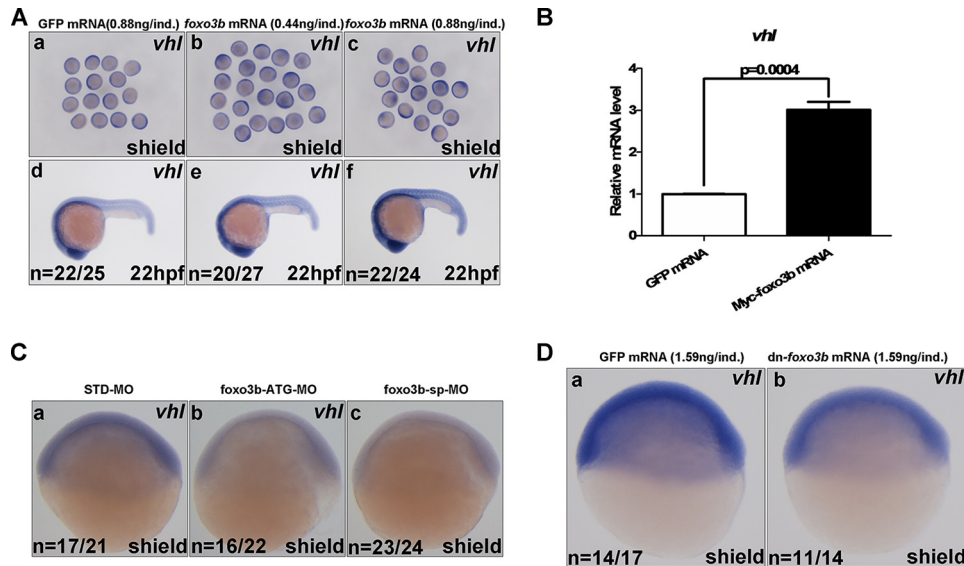 A
GFP mRNA(0.88ng/ind.) foxo3b mRNA (0.44ng/ind.) foxo3b mRNA (0.88ng/ind.)
a vhl b vhl c vhl
shield shield shield
d vhl e vhl f vhl
n=22/25 22hpf n=20/27 22hpf n=22/24 22hpf
B
vhl
p=0.0004
Relative mRNA level
4
3
2
1
0
GFP mRNA
Myc-foxo3b mRNA
C
STD-MO foxo3b-ATG-MO foxo3b-sp-MO
a vhl b vhl c
n=17/21 shield n=16/22 shield n=23/24 shield
D
GFP mRNA (1.59ng/ind.) dn-foxo3b mRNA (1.59ng/ind.)
a vhl b vhl
n=14/17 shield n=11/14 shield